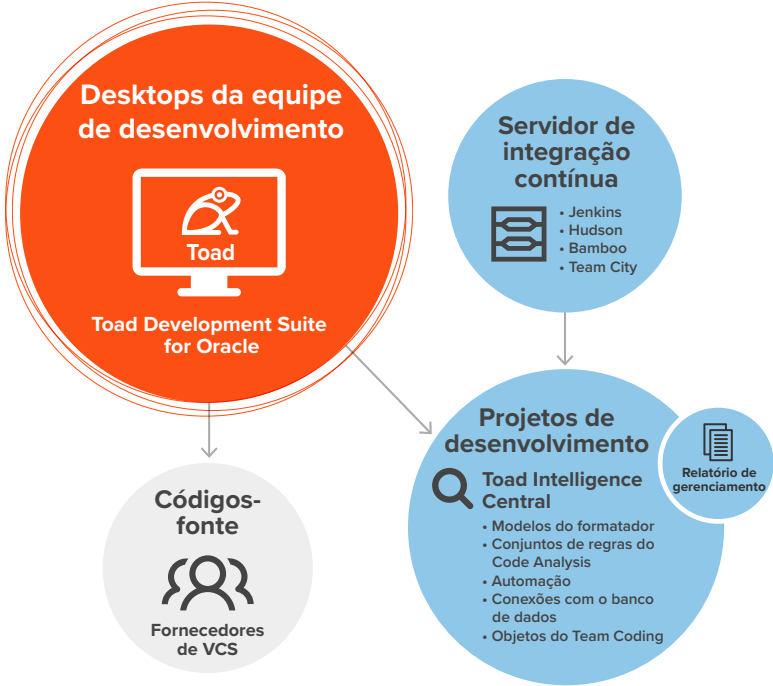 Desktops da equipe
de desenvolvimento
Toad
Toad Development Suite
for Oracle
Servidor de
integração
contínua
• Jenkins
• Hudson
• Bamboo
• Team City
Códigos-
fonte
Fornecedores
de VCS
Projetos de
desenvolvimento
Toad Intelligence
Central
• Modelos do formatador
• Conjuntos de regras do
Code Analysis
• Automação
• Conexões com o banco
de dados
• Objetos do Team Coding
Relatório de
gerenciamento